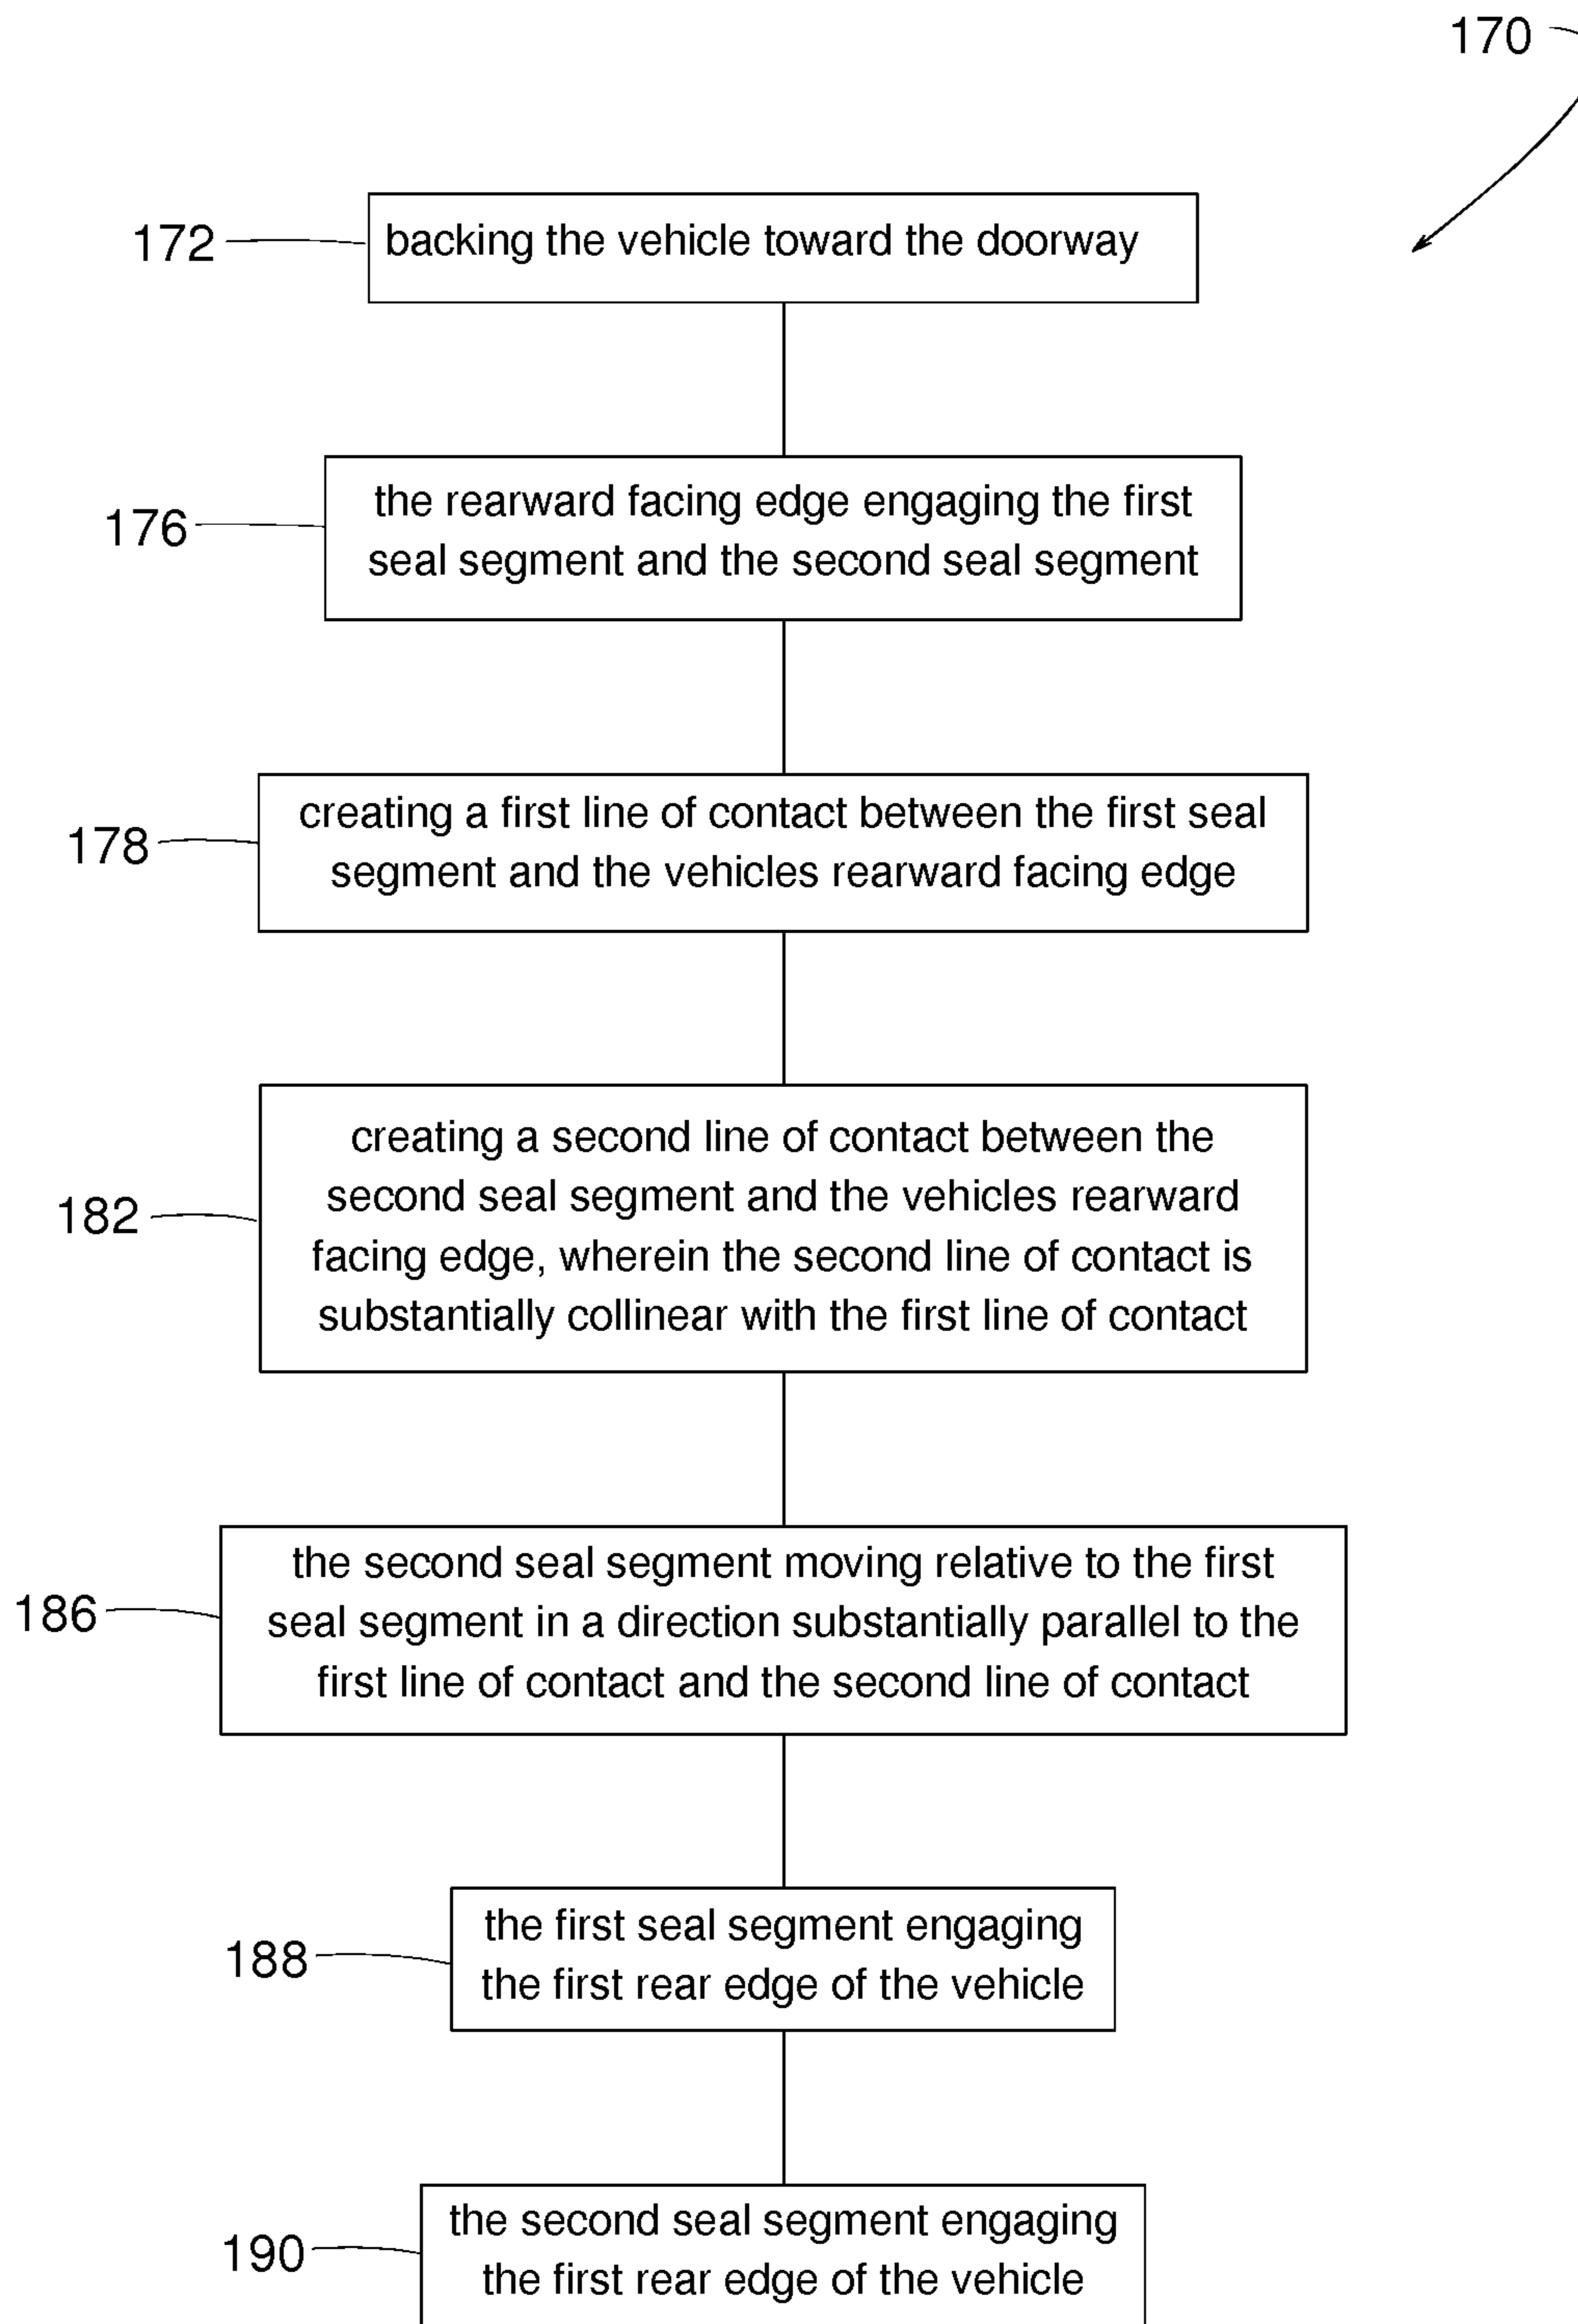 170
172
backing the vehicle toward the doorway
176
the rearward facing edge engaging the first
seal segment and the second seal segment
178
creating a first line of contact between the first seal
segment and the vehicles rearward facing edge
182
creating a second line of contact between the
second seal segment and the vehicles rearward
facing edge, wherein the second line of contact is
substantially collinear with the first line of contact
186
the second seal segment moving relative to the first
seal segment in a direction substantially parallel to the
first line of contact and the second line of contact
188
the first seal segment engaging
the first rear edge of the vehicle
190
the second seal segment engaging
the first rear edge of the vehicle